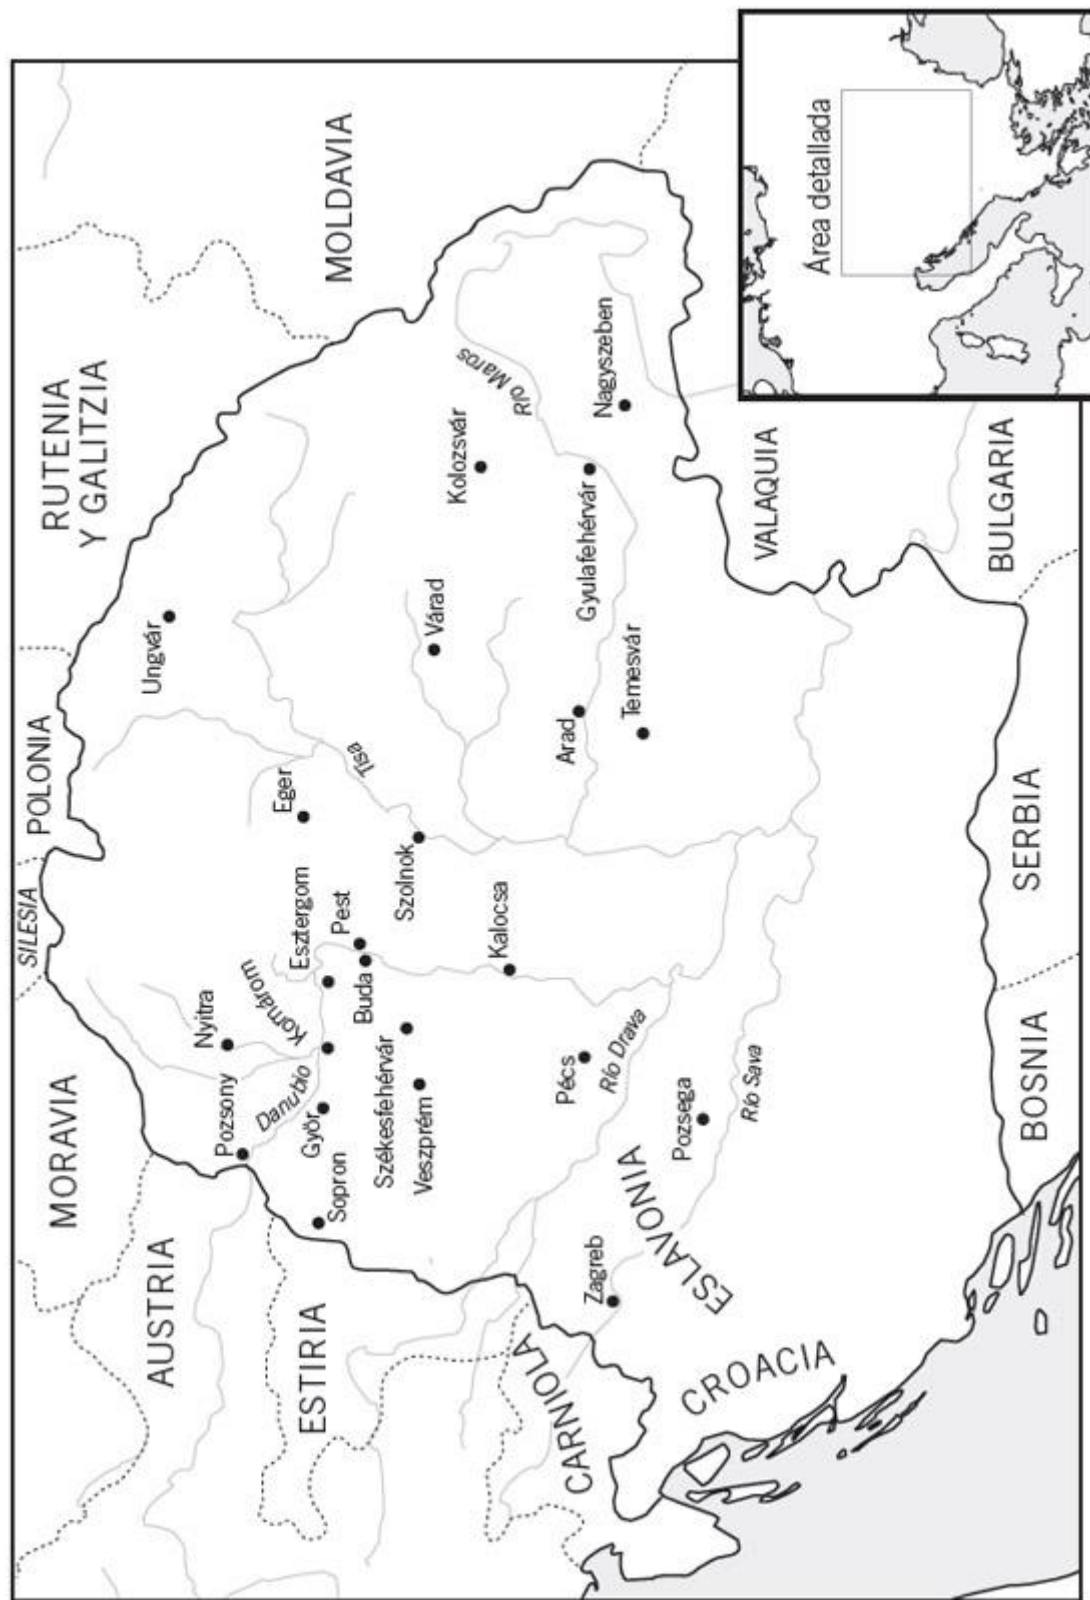 MORAVIA
SILESIA
POLONIA
RUTENIA
Y GALITZIA
MOLDAVIA
AUSTRIA
ESTIRIA
CARNIOLA
CROACIA
ESLAVONIA
BOSNIA
SERBIA
BULGARIA
VALAQUIA
Pozsony
Nyitra
Danubio
Komárom
Esztergom
Eger
Ungvár
Sopron
Győr
Pest
Buda
Tisa
Székesfehérvár
Veszprém
Szolnok
Várad
Kolozsvár
Río Maros
Kalocsa
Pécs
Río Drava
Arad
Gyulafehérvár
Nagyszeben
Temesvár
Zagreb
Pozsega
Río Sava
Área detallada